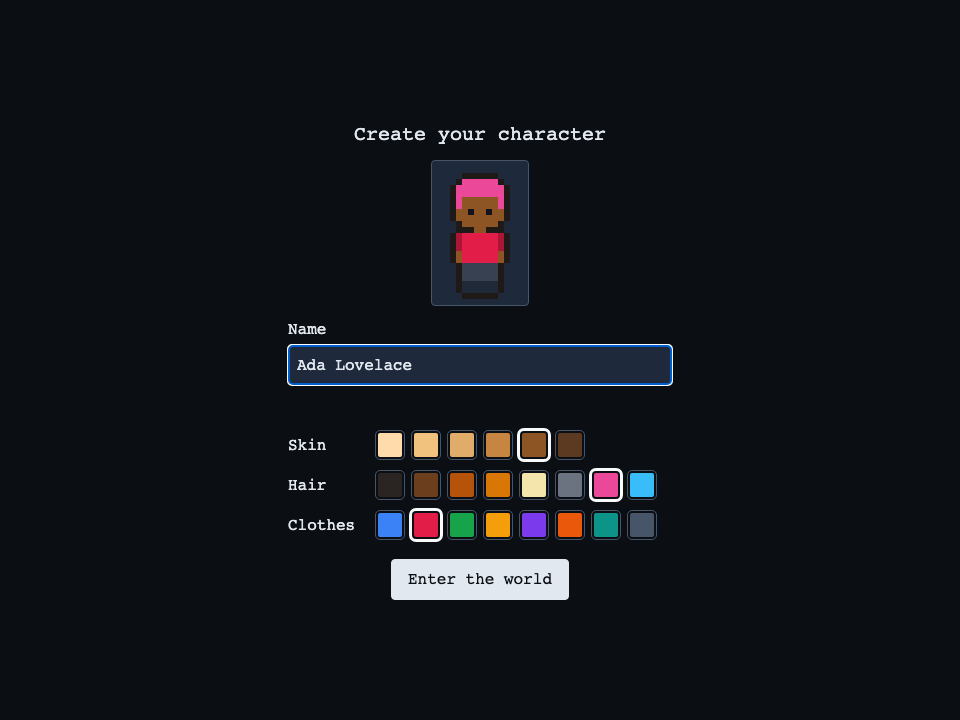 Create your character
Name
Ada Lovelace
Skin
Hair
Clothes
Enter the world